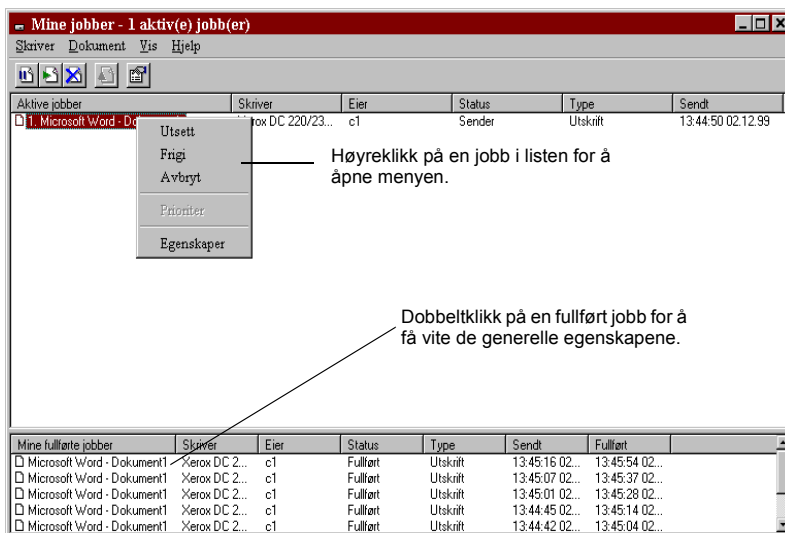 Mine jobber - 1 aktiv(e) jobb(er)
Skriver Dokument Vis Hjelp
Aktive jobber Skriver Eier Status Type Sendt
1. Microsoft Word - Do rox DC 220/23... c1 Sender Utskrift 13:44:50 02.12.99
Utsett
Frigi
Avbryt
Prioriter
Egenskaper
Høyreklikk på en jobb i listen for å
åpne menyen.
Dobbeltklikk på en fullført jobb for å
få vite de generelle egenskapene.
Mine fullførte jobber Skriver Eier Status Type Sendt Fullført
Microsoft Word - Dokument1 Xerox DC 2... c1 Fullført Utskrift 13:45:16 02... 13:45:54 02...
Microsoft Word - Dokument1 Xerox DC 2... c1 Fullført Utskrift 13:45:07 02... 13:45:37 02...
Microsoft Word - Dokument1 Xerox DC 2... c1 Fullført Utskrift 13:45:01 02... 13:45:28 02...
Microsoft Word - Dokument1 Xerox DC 2... c1 Fullført Utskrift 13:44:45 02... 13:45:14 02...
Microsoft Word - Dokument1 Xerox DC 2... c1 Fullført Utskrift 13:44:42 02... 13:45:04 02...